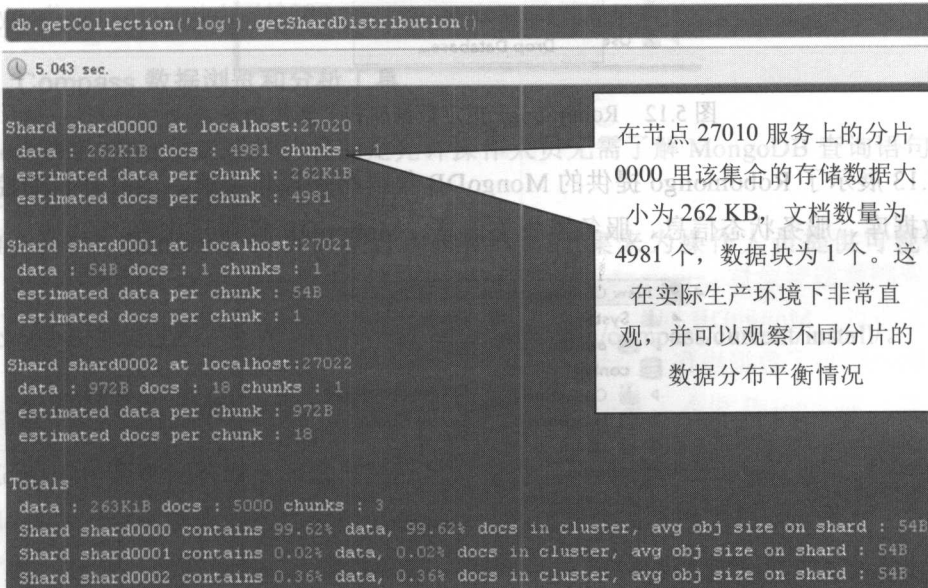 db.getCollection('log').getShardDistribution()
5.043 sec.
Shard shard0000 at localhost:27020
data : 262KiB docs : 4981 chunks : 1
estimated data per chunk : 262KiB
estimated docs per chunk : 4981
Shard shard0001 at localhost:27021
data : 54B docs : 1 chunks : 1
estimated data per chunk : 54B
estimated docs per chunk : 1
Shard shard0002 at localhost:27022
data : 972B docs : 18 chunks : 1
estimated data per chunk : 972B
estimated docs per chunk : 18
Totals
data : 263KiB docs : 5000 chunks : 3
Shard shard0000 contains 99.62% data, 99.62% docs in cluster, avg obj size on shard : 54B
Shard shard0001 contains 0.02% data, 0.02% docs in cluster, avg obj size on shard : 54B
Shard shard0002 contains 0.36% data, 0.36% docs in cluster, avg obj size on shard : 54B
在节点 27010 服务上的分片
0000 里该集合的存储数据大
小为 262 KB，文档数量为
4981 个，数据块为 1 个。这
在实际生产环境下非常直
观，并可以观察不同分片的
数据分布平衡情况